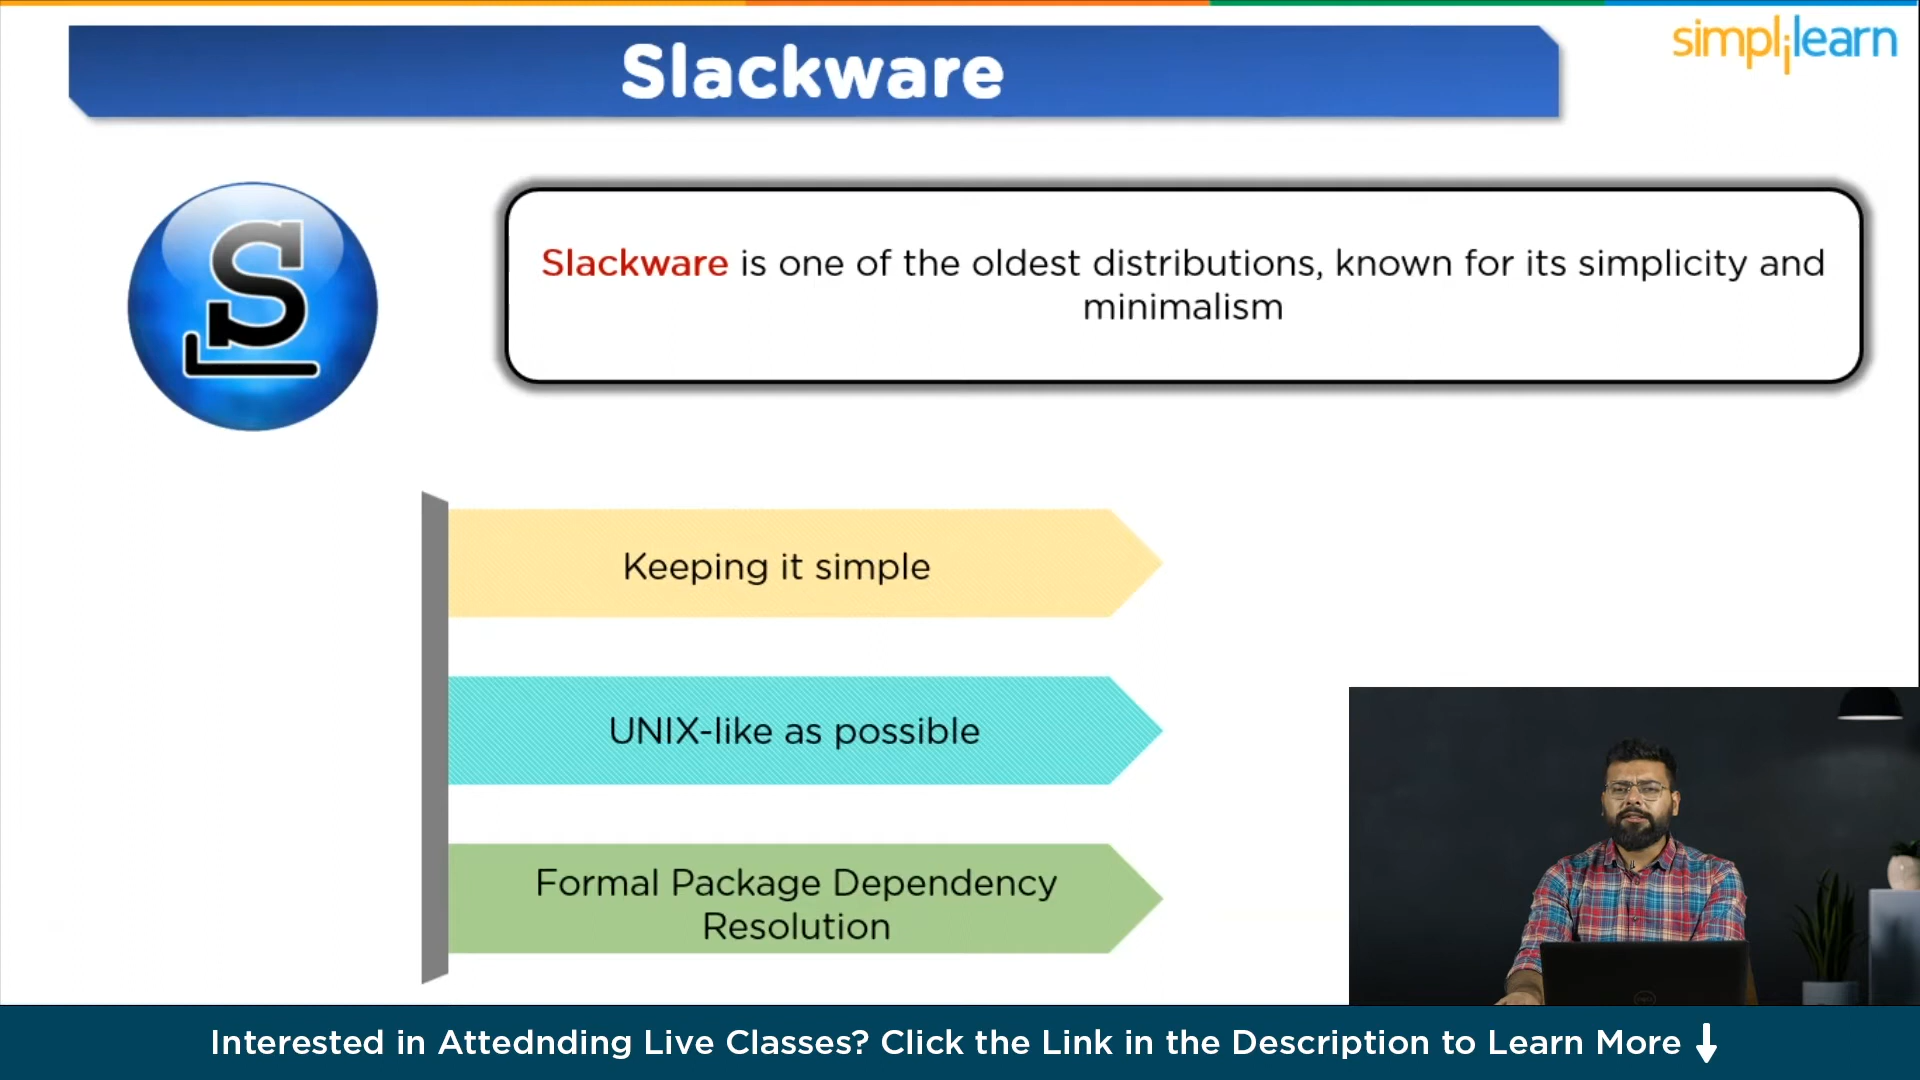 Slackware
simplilearn
S
Slackware is one of the oldest distributions, known for its simplicity and
minimalism
Keeping it simple
UNIX-like as possible
Formal Package Dependency
Resolution
Interested in Attednding Live Classes? Click the Link in the Description to Learn More